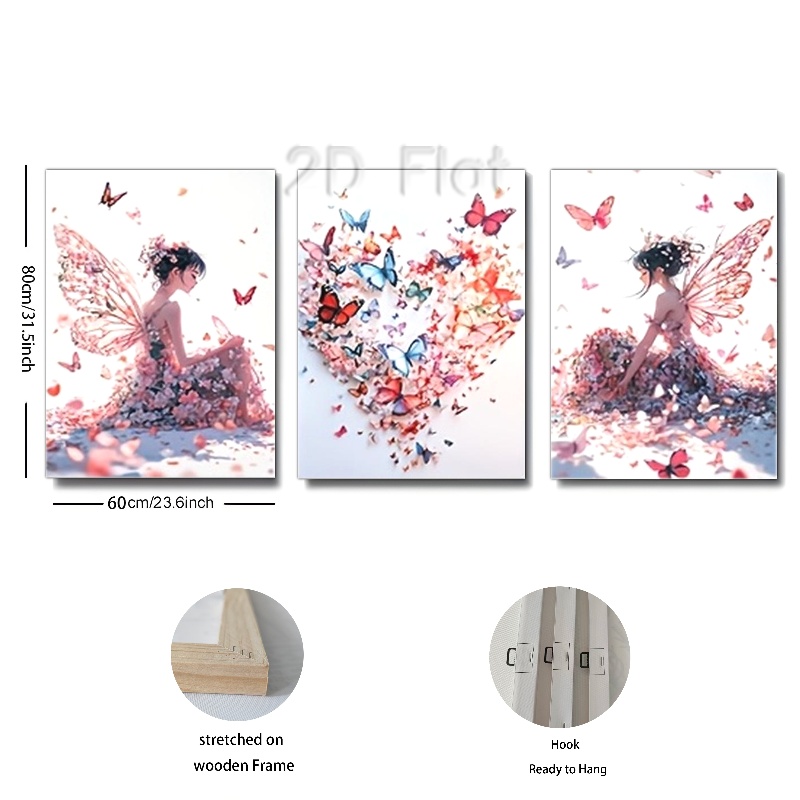 2D Flat
80cm/31.5inch
60cm/23.6inch
stretched on
wooden Frame
Hook
Ready to Hang